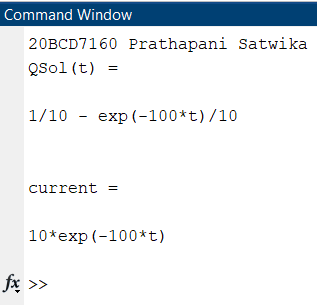 Command Window
20BCD7160 Prathapani Satwika
QSol(t) =
1/10 - exp(-100*t)/10
current =
10*exp(-100*t)
fx >>